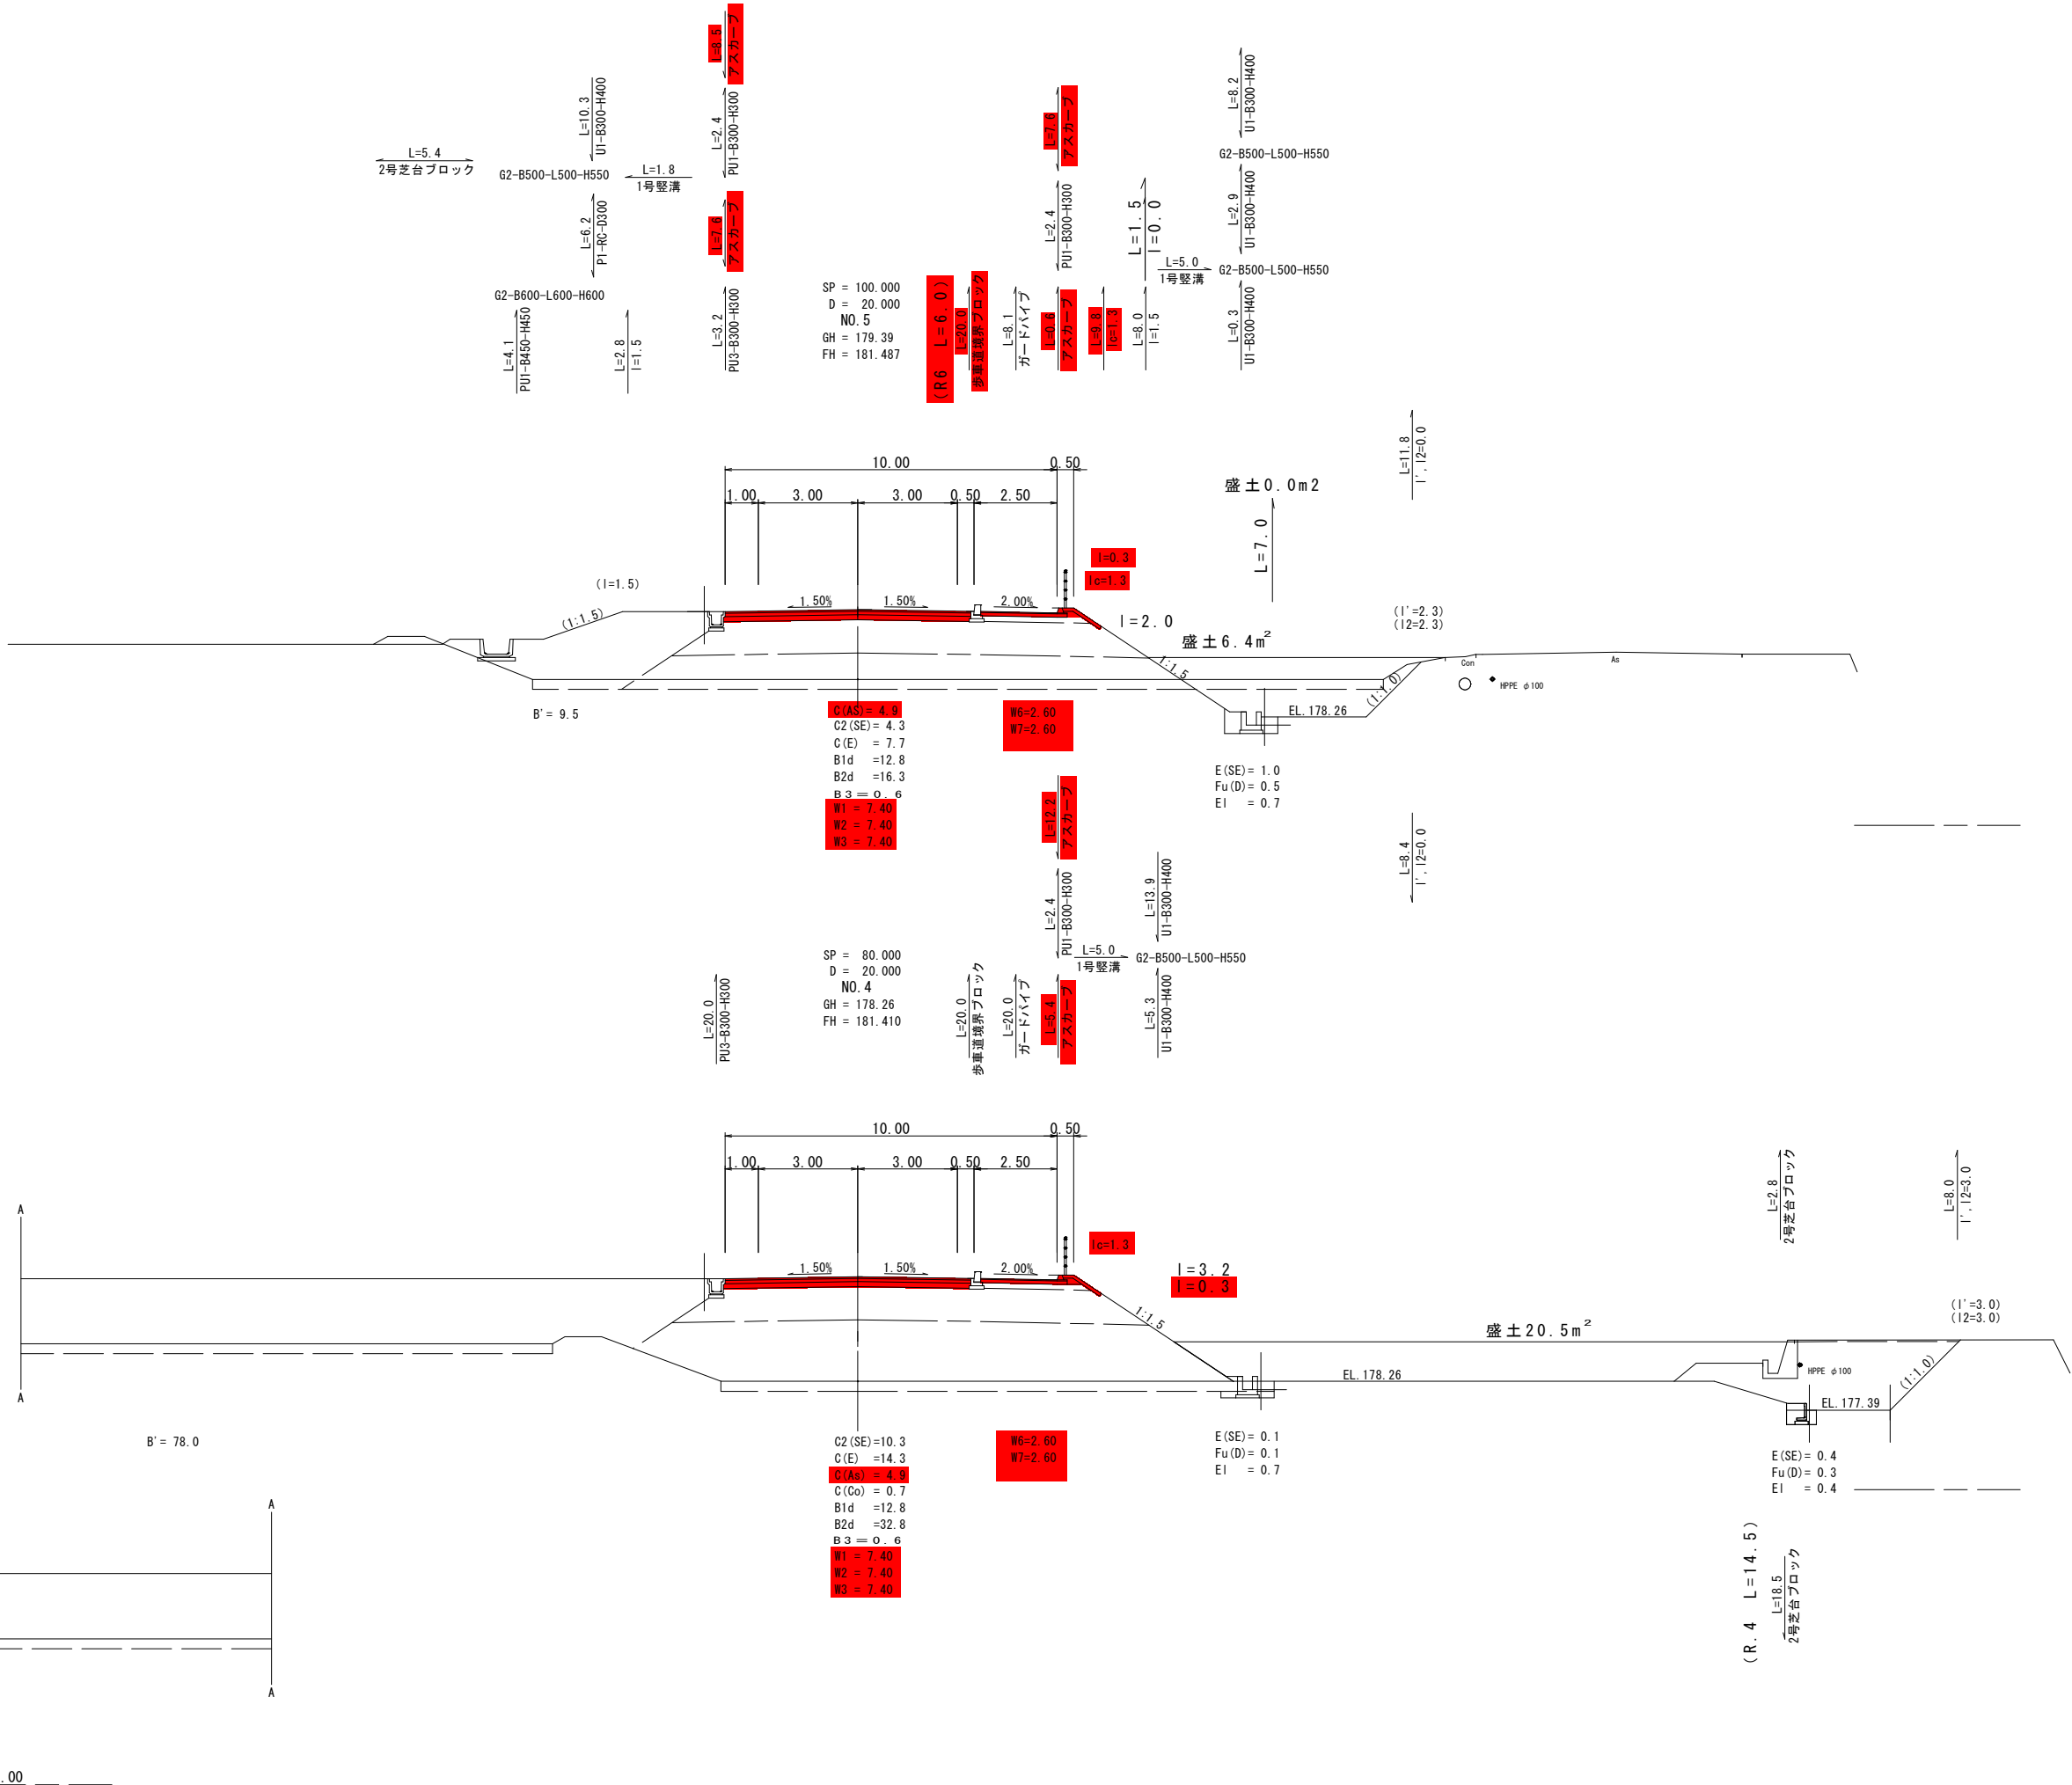 L=8.5
アスカーブ
L=10.3
U1-B300-H400
L=2.4
PU1-B300-H300
L=7.6
アスカーブ
L=8.2
U1-B300-H400
L=5.4
2号芝台ブロック
G2-B500-L500-H550
L=1.8
1号竪溝
G2-B500-L500-H550
L=6.2
P1-RC-D300
L=7.6
アスカーブ
L=2.4
PU1-B300-H300
L=1.5
l=0.0
L=2.9
U1-B300-H400
L=5.0
1号竪溝
G2-B500-L500-H550
G2-B600-L600-H600
L=4.1
PU1-B450-H450
L=2.8
l=1.5
L=3.2
PU3-B300-H300
SP = 100.000
D = 20.000
NO.5
GH = 179.39
FH = 181.487
(R6 L=6.0)
L=20.0
歩車道境界ブロック
L=8.1
ガードパイプ
L=0.6
アスカーブ
L=9.8
lc=1.3
L=8.0
l=1.5
L=0.3
U1-B300-H400
L=11.8
l',l2=0.0
10.00
0.50
1.00
3.00
3.00
0.50
2.50
盛土0.0m2
L=7.0
l=0.3
lc=1.3
(l=1.5)
(1:1.5)
1.50%
1.50%
2.00%
l=2.0
(l'=2.3)
(l2=2.3)
盛土6.4m²
1:1.5
Con
As
HPPE φ100
(1:1.0)
EL.178.26
B'= 9.5
C(AS)= 4.9
C2(SE)= 4.3
C(E) = 7.7
B1d =12.8
B2d =16.3
B3=0.6
W1 = 7.40
W2 = 7.40
W3 = 7.40
W6=2.60
W7=2.60
E(SE)= 1.0
Fu(D)= 0.5
El = 0.7
L=12.2
アスカーブ
L=8.4
l',l2=0.0
L=2.4
PU1-B300-H300
L=13.9
U1-B300-H400
L=5.0
1号竪溝
G2-B500-L500-H550
SP = 80.000
D = 20.000
NO.4
GH = 178.26
FH = 181.410
L=20.0
PU3-B300-H300
L=20.0
歩車道境界ブロック
L=20.0
ガードパイプ
L=5.4
アスカーブ
L=5.3
U1-B300-H400
10.00
0.50
1.00
3.00
3.00
0.50
2.50
L=2.8
2号芝台ブロック
L=8.0
l',l2=3.0
A
lc=1.3
1.50%
1.50%
2.00%
l=3.2
l=0.3
(l'=3.0)
(l2=3.0)
1:1.5
盛土20.5m²
HPPE φ100
(1:1.0)
EL.178.26
EL.177.39
A
B'= 78.0
C2(SE)=10.3
C(E) =14.3
C(As) = 4.9
C(Co) = 0.7
B1d =12.8
B2d =32.8
B3=0.6
W1 = 7.40
W2 = 7.40
W3 = 7.40
W6=2.60
W7=2.60
E(SE)= 0.1
Fu(D)= 0.1
El = 0.7
E(SE)= 0.4
Fu(D)= 0.3
El = 0.4
A
(R.4 L=14.5)
L=18.5
2号芝台ブロック
A
.00